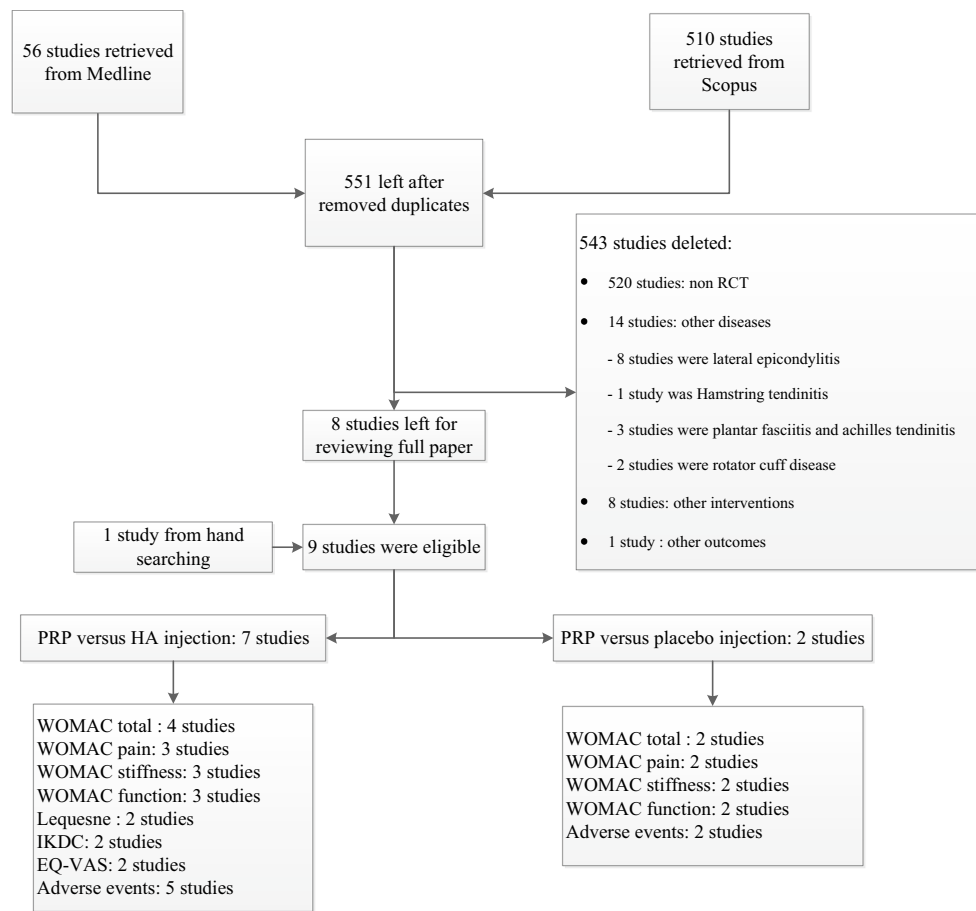 56 studies retrieved
from Medline
510 studies
retrieved from
Scopus
551 left after
removed duplicates
543 studies deleted:
• 520 studies: non RCT
• 14 studies: other diseases
- 8 studies were lateral epicondylitis
- 1 study was Hamstring tendinitis
- 3 studies were plantar fasciitis and achilles tendinitis
- 2 studies were rotator cuff disease
• 8 studies: other interventions
• 1 study : other outcomes
8 studies left for
reviewing full paper
1 study from hand
searching
9 studies were eligible
PRP versus HA injection: 7 studies
PRP versus placebo injection: 2 studies
WOMAC total : 4 studies
WOMAC pain: 3 studies
WOMAC stiffness: 3 studies
WOMAC function: 3 studies
Lequesne : 2 studies
IKDC: 2 studies
EQ-VAS: 2 studies
Adverse events: 5 studies
WOMAC total : 2 studies
WOMAC pain: 2 studies
WOMAC stiffness: 2 studies
WOMAC function: 2 studies
Adverse events: 2 studies